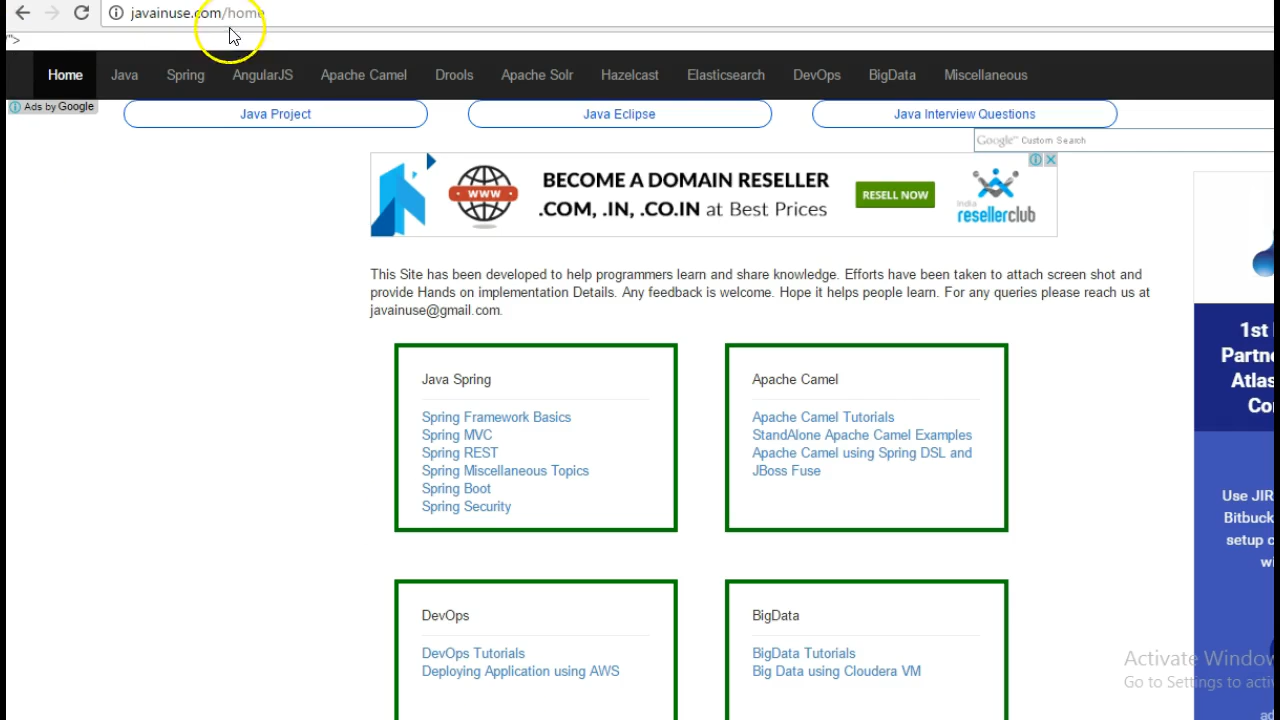 javainuse.com/home
">
Home Java Spring AngularJS Apache Camel Drools Apache Solr Hazelcast Elasticsearch DevOps BigData Miscellaneous
Ads by Google
Java Project Java Eclipse Java Interview Questions
Google™ Custom Search
BECOME A DOMAIN RESELLER
.COM, .IN, .CO.IN at Best Prices
WWW
RESELL NOW
India
resellerclub
This Site has been developed to help programmers learn and share knowledge. Efforts have been taken to attach screen shot and
provide Hands on implementation Details. Any feedback is welcome. Hope it helps people learn. For any queries please reach us at
javainuse@gmail.com.
Java Spring
Spring Framework Basics
Spring MVC
Spring REST
Spring Miscellaneous Topics
Spring Boot
Spring Security
Apache Camel
Apache Camel Tutorials
StandAlone Apache Camel Examples
Apache Camel using Spring DSL and
JBoss Fuse
DevOps
DevOps Tutorials
Deploying Application using AWS
BigData
BigData Tutorials
Big Data using Cloudera VM
1st
Partne
Atlas
Co
Use JIR
Bitbuck
setup c
wi
Activate Window
Go to Settings to activ
ad